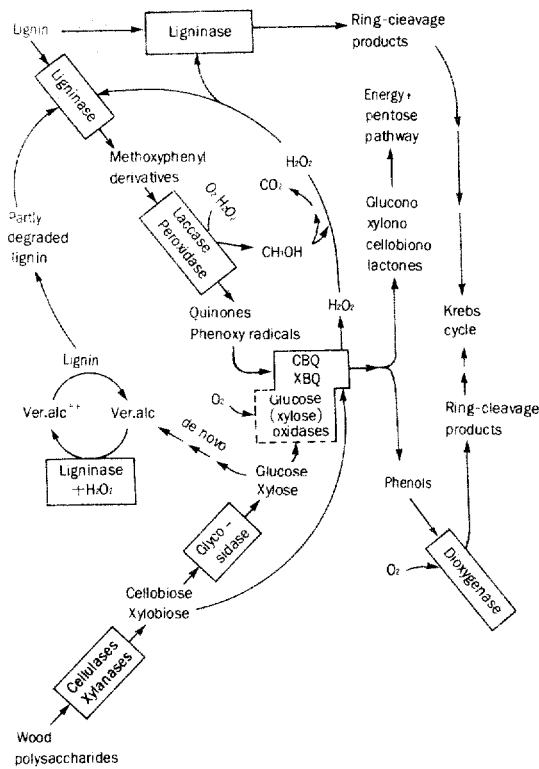 Lignin
Ligninase
Ring-cleavage
products
Ligninase
Energy+
pentose
pathway
Methoxyphenyl
derivatives
H₂O₂
CO₂
O₂ H₂O₂
Laccase
Peroxidase
CH₃OH
Glucono
xylono
cellobiono
lactones
Partly
degraded
lignin
Quinones
Phenoxy radicals
H₂O₂
Krebs
cycle
Lignin
CBQ
XBQ
O₂
Glucose
(xylose)
oxidases
Ver.alc⁺·
Ver.alc
de novo
Ring-cleavage
products
Ligninase
+H₂O₂
Glucose
Xylose
Phenols
Glyco-
sidase
O₂
Dioxygenase
Cellobiose
Xylobiose
Cellulases
Xylanases
Wood
polysaccharides